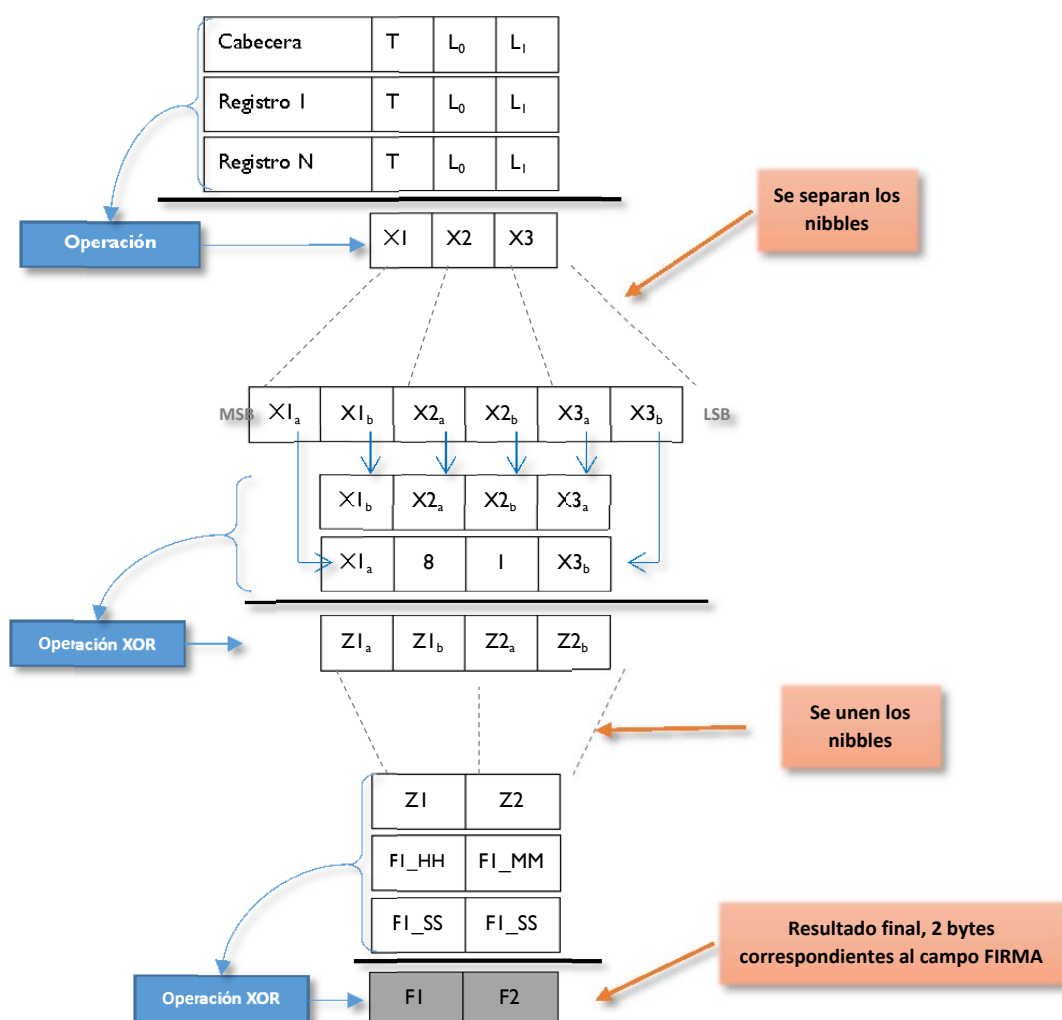 Cabecera T L₀ L₁
Registro 1 T L₀ L₁
Registro N T L₀ L₁
Se separan los
nibbles
Operación X1 X2 X3
MSB X1ₐ X1b X2ₐ X2b X3ₐ X3b LSB
X1b X2ₐ X2b X3ₐ
X1ₐ 8 1 X3b
Operación XOR Z1ₐ Z1b Z2ₐ Z2b
Se unen los
nibbles
Z1 Z2
F1_HH F1_MM
F1_SS F1_SS
Resultado final, 2 bytes
correspondientes al campo FIRMA
Operación XOR F1 F2